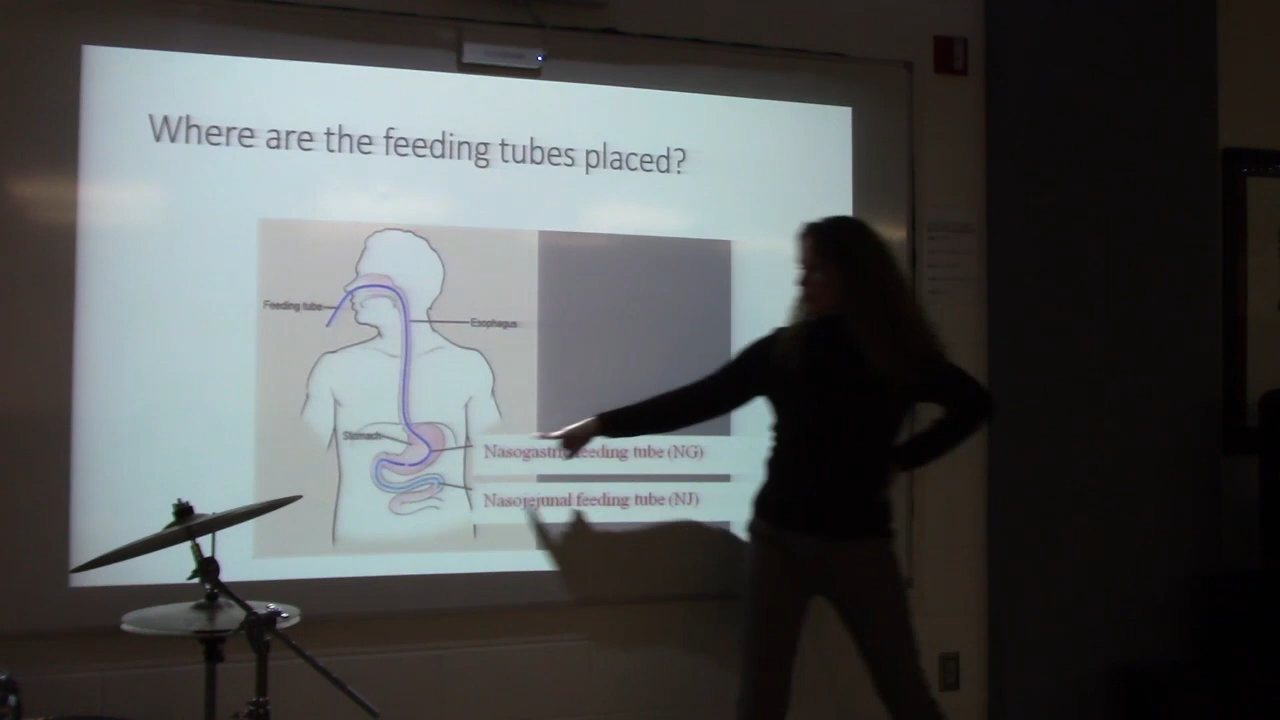 Where are the feeding tubes placed?
Feeding tube
Esophagus
Stomach
Nasogastric feeding tube (NG)
Nasojejunal feeding tube (NJ)